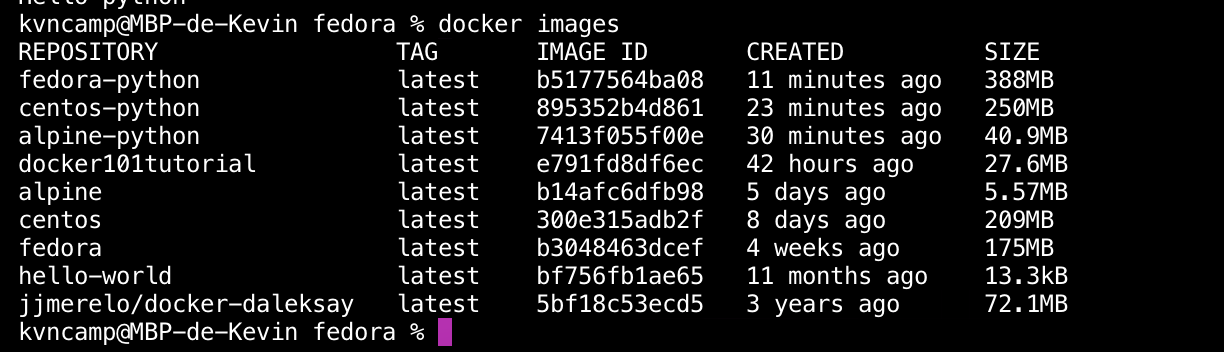 hello-python
kvncamp@MBP-de-Kevin fedora % docker images
REPOSITORY TAG IMAGE ID CREATED SIZE
fedora-python latest b5177564ba08 11 minutes ago 388MB
centos-python latest 895352b4d861 23 minutes ago 250MB
alpine-python latest 7413f055f00e 30 minutes ago 40.9MB
docker101tutorial latest e791fd8df6ec 42 hours ago 27.6MB
alpine latest b14afc6dfb98 5 days ago 5.57MB
centos latest 300e315adb2f 8 days ago 209MB
fedora latest b3048463dcef 4 weeks ago 175MB
hello-world latest bf756fb1ae65 11 months ago 13.3kB
jjmerelo/docker-daleksay latest 5bf18c53ecd5 3 years ago 72.1MB
kvncamp@MBP-de-Kevin fedora %